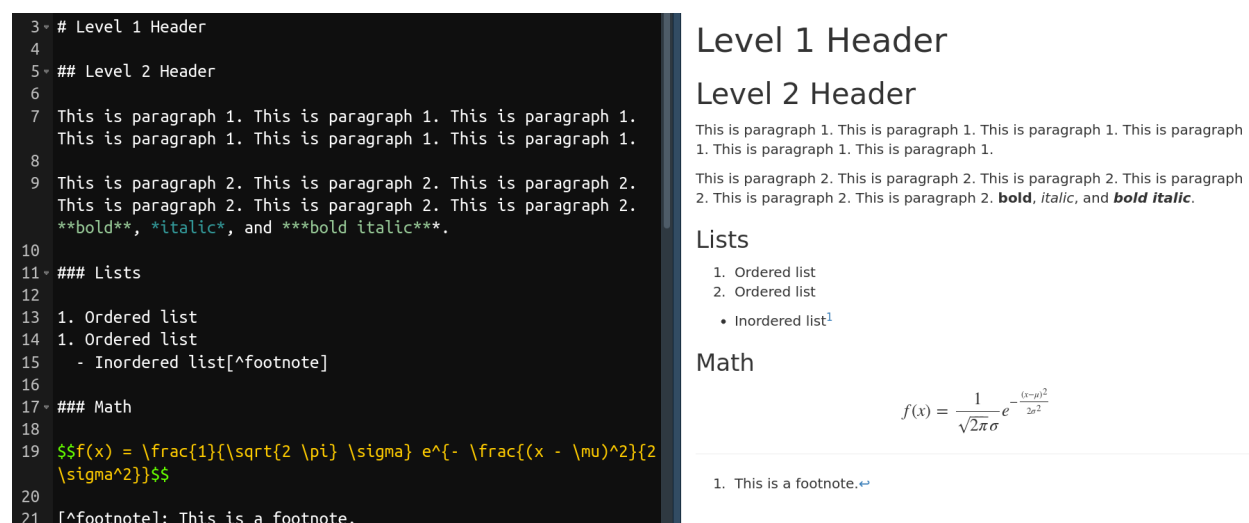 3 # Level 1 Header
4
5 ## Level 2 Header
6
7 This is paragraph 1. This is paragraph 1. This is paragraph 1.
This is paragraph 1. This is paragraph 1. This is paragraph 1.
8
9 This is paragraph 2. This is paragraph 2. This is paragraph 2.
This is paragraph 2. This is paragraph 2. This is paragraph 2.
**bold**, *italic*, and ***bold italic***.
10
11 ### Lists
12
13 1. Ordered list
14 1. Ordered list
15   - Inordered list[^footnote]
16
17 ### Math
18
19 $$f(x) = \frac{1}{\sqrt{2 \pi} \sigma} e^{- \frac{(x - \mu)^2}{2
\sigma^2}}$$
20
21 [^footnote]: This is a footnote.
Level 1 Header
Level 2 Header
This is paragraph 1. This is paragraph 1. This is paragraph 1. This is paragraph
1. This is paragraph 1. This is paragraph 1.
This is paragraph 2. This is paragraph 2. This is paragraph 2. This is paragraph
2. This is paragraph 2. This is paragraph 2. bold, italic, and bold italic.
Lists
1. Ordered list
2. Ordered list
• Inordered list¹
Math
f(x) = 1/(√(2π)σ) e^(−(x−μ)²/(2σ²))
1. This is a footnote.↩